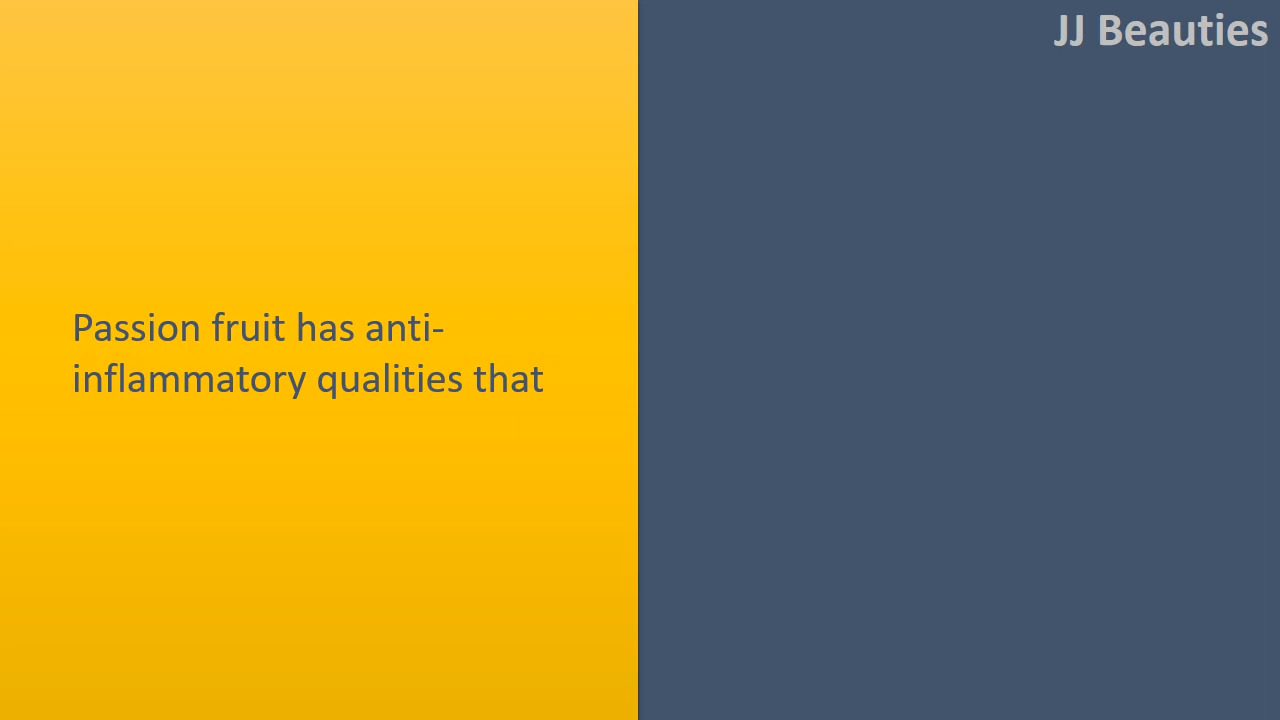 JJ Beauties
Passion fruit has anti-
inflammatory qualities that